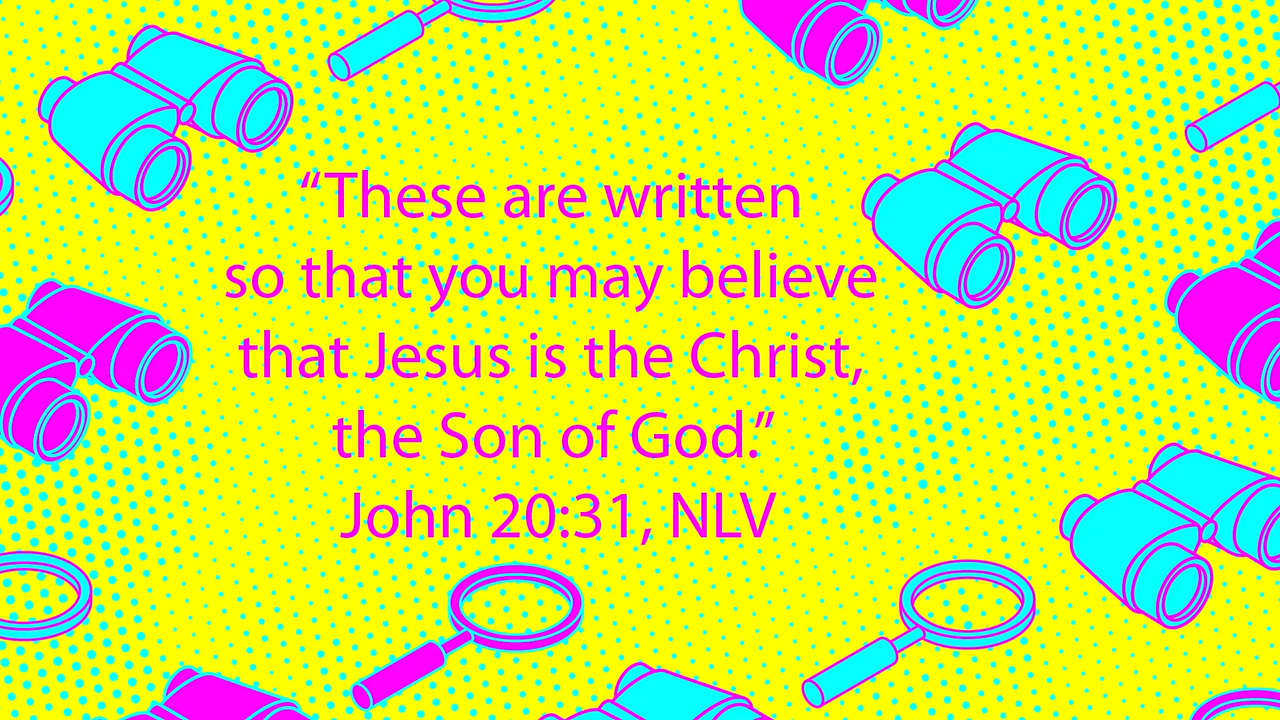 “These are written
so that you may believe
that Jesus is the Christ,
the Son of God.”
John 20:31, NLV